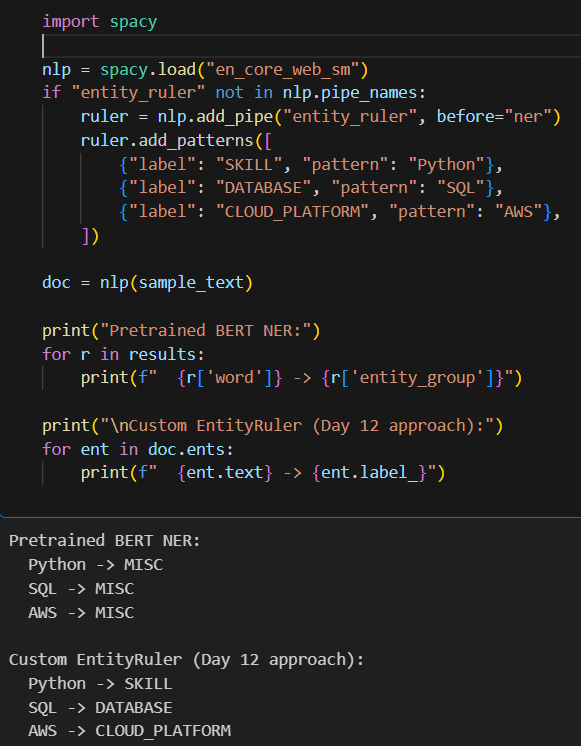 import spacy
nlp = spacy.load("en_core_web_sm")
if "entity_ruler" not in nlp.pipe_names:
    ruler = nlp.add_pipe("entity_ruler", before="ner")
    ruler.add_patterns([
        {"label": "SKILL", "pattern": "Python"},
        {"label": "DATABASE", "pattern": "SQL"},
        {"label": "CLOUD_PLATFORM", "pattern": "AWS"},
    ])
doc = nlp(sample_text)
print("Pretrained BERT NER:")
for r in results:
    print(f"  {r['word']} -> {r['entity_group']}")
print("\nCustom EntityRuler (Day 12 approach):")
for ent in doc.ents:
    print(f"  {ent.text} -> {ent.label_}")
Pretrained BERT NER:
  Python -> MISC
  SQL -> MISC
  AWS -> MISC
Custom EntityRuler (Day 12 approach):
  Python -> SKILL
  SQL -> DATABASE
  AWS -> CLOUD_PLATFORM